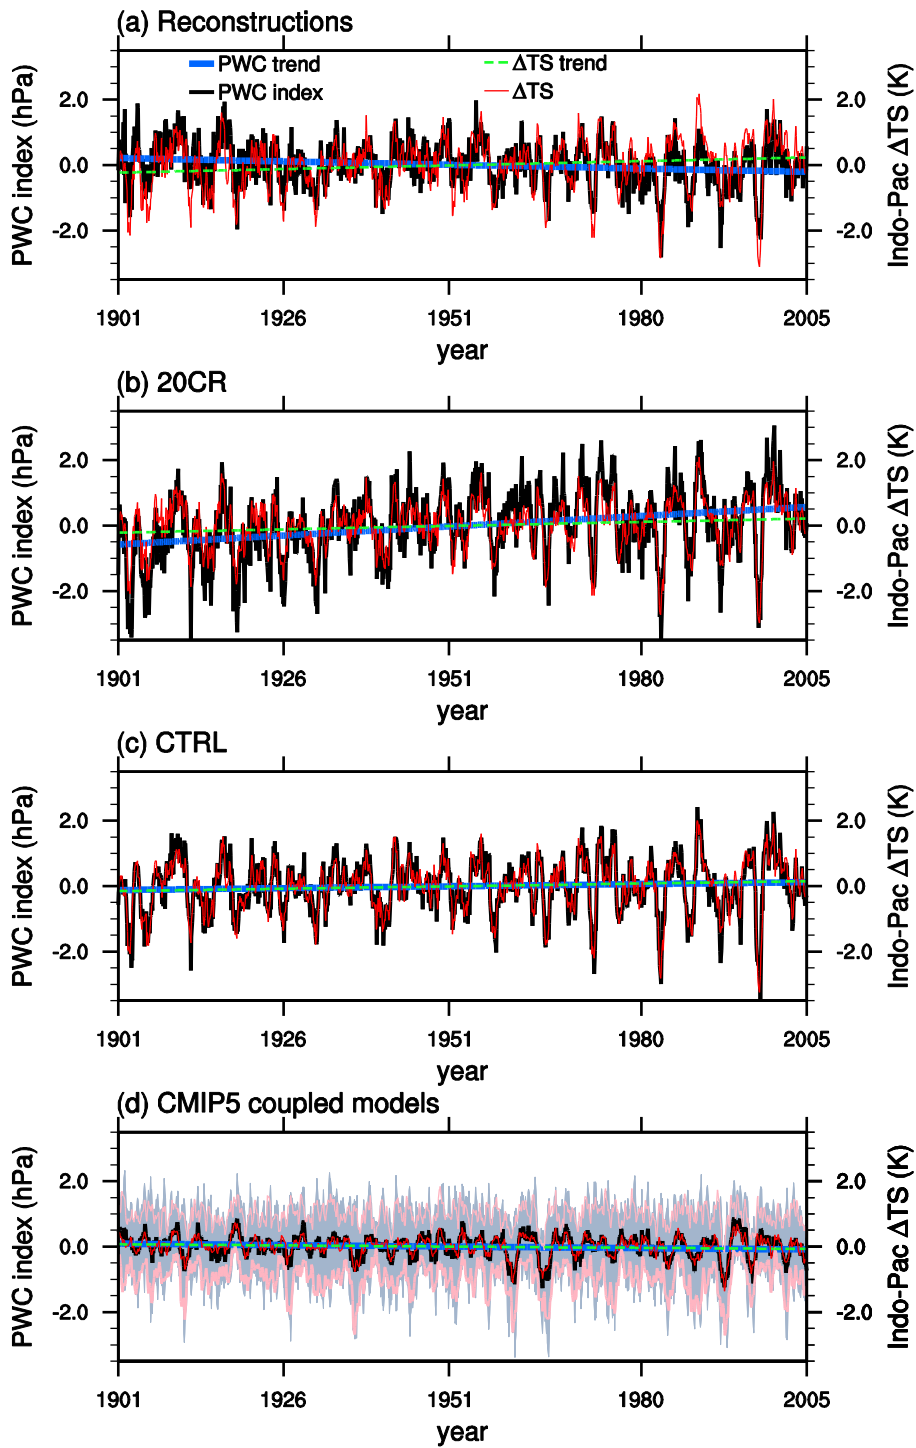 (a) Reconstructions
PWC trend
ΔTS trend
PWC index
ΔTS
PWC index (hPa)
2.0
0.0
-2.0
2.0
0.0
-2.0
Indo-Pac ΔTS (K)
1901 1926 1951 1980 2005
year
(b) 20CR
PWC index (hPa)
2.0
0.0
-2.0
2.0
0.0
-2.0
Indo-Pac ΔTS (K)
1901 1926 1951 1980 2005
year
(c) CTRL
PWC index (hPa)
2.0
0.0
-2.0
2.0
0.0
-2.0
Indo-Pac ΔTS (K)
1901 1926 1951 1980 2005
year
(d) CMIP5 coupled models
PWC index (hPa)
2.0
0.0
-2.0
2.0
0.0
-2.0
Indo-Pac ΔTS (K)
1901 1926 1951 1980 2005
year